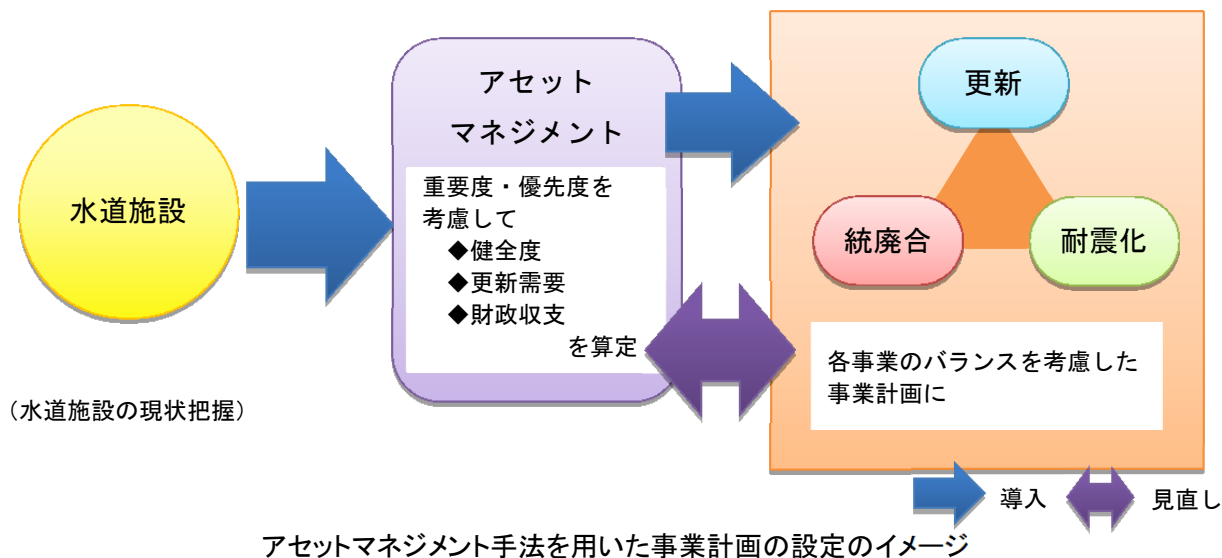 水道施設
（水道施設の現状把握）
アセット
マネジメント
重要度・優先度を
考慮して
◆健全度
◆更新需要
◆財政収支
を算定
更新
統廃合
耐震化
各事業のバランスを考慮した
事業計画に
導入
見直し
アセットマネジメント手法を用いた事業計画の設定のイメージ